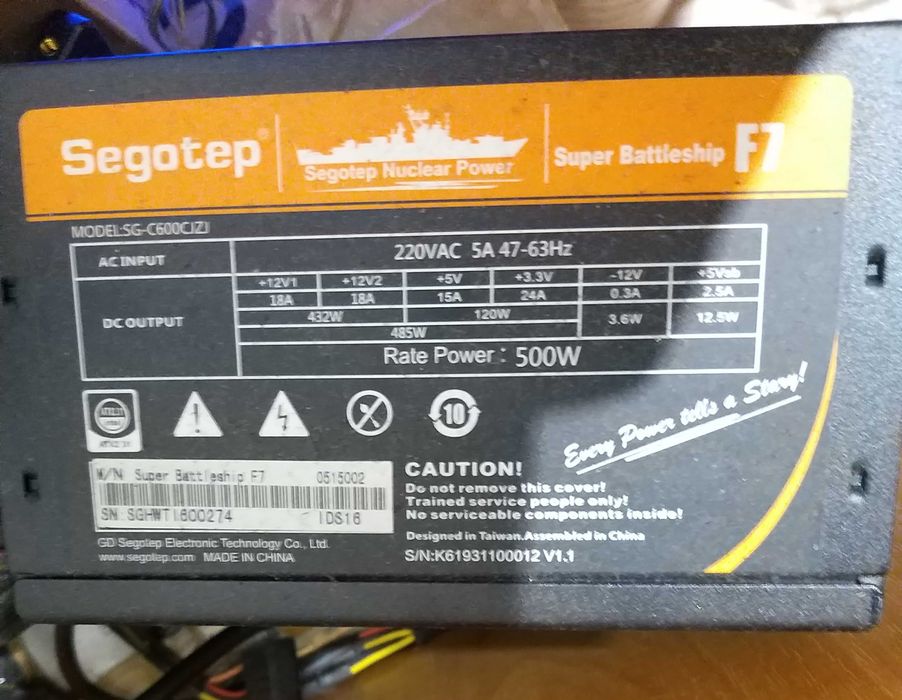 Segotep®
Segotep Nuclear Power
Super Battleship F7
MODEL:SG-C600CJZJ
AC INPUT 220VAC 5A 47-63Hz
DC OUTPUT +12V1 +12V2 +5V +3.3V -12V +5Vsb
18A 18A 15A 24A 0.3A 2.5A
432W 120W 3.6W 12.5W
485W
Rate Power: 500W
10
Every Power tells a Story!
W/N Super Battleship F7 0515002
SN SGHWT1600274 IDS16
GD Segotep Electronic Technology Co., Ltd.
www.segotep.com MADE IN CHINA
CAUTION!
Do not remove this cover!
Trained service people only!
No serviceable components inside!
Designed in Taiwan.Assembled in China
S/N:K61931100012 V1.1